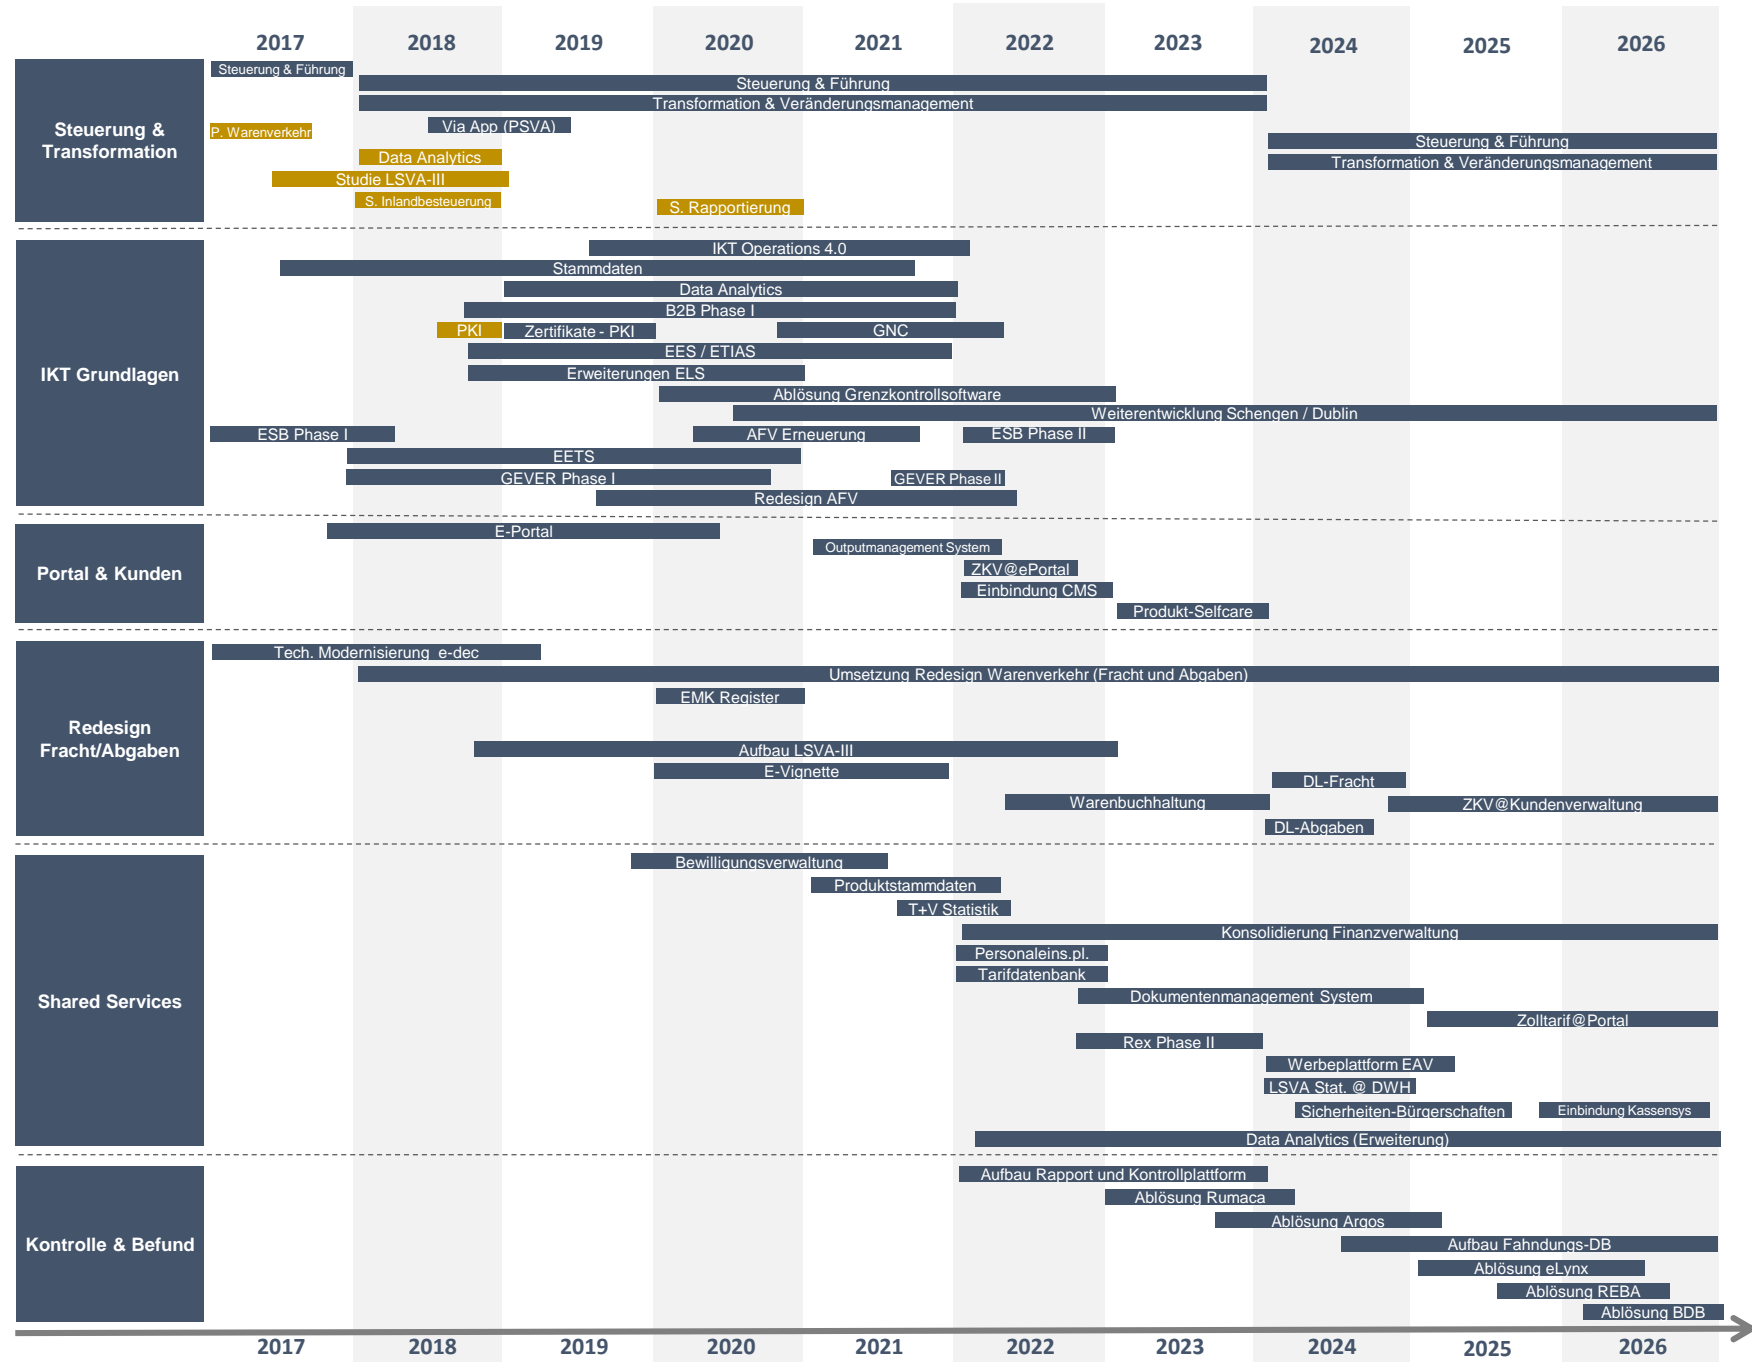 2017 2018 2019 2020 2021 2022 2023 2024 2025 2026
Steuerung &
Transformation
Steuerung & Führung
Steuerung & Führung
Transformation & Veränderungsmanagement
P. Warenverkehr
Via App (PSVA)
Steuerung & Führung
Data Analytics
Transformation & Veränderungsmanagement
Studie LSVA-III
S. Inlandbesteuerung
S. Rapportierung
IKT Grundlagen
IKT Operations 4.0
Stammdaten
Data Analytics
B2B Phase I
PKI
Zertifikate - PKI
GNC
EES / ETIAS
Erweiterungen ELS
Ablösung Grenzkontrollsoftware
Weiterentwicklung Schengen / Dublin
ESB Phase I
AFV Erneuerung
ESB Phase II
EETS
GEVER Phase I
GEVER Phase II
Redesign AFV
Portal & Kunden
E-Portal
Outputmanagement System
ZKV@ePortal
Einbindung CMS
Produkt-Selfcare
Redesign
Fracht/Abgaben
Tech. Modernisierung e-dec
Umsetzung Redesign Warenverkehr (Fracht und Abgaben)
EMK Register
Aufbau LSVA-III
E-Vignette
DL-Fracht
Warenbuchhaltung
ZKV@Kundenverwaltung
DL-Abgaben
Shared Services
Bewilligungsverwaltung
Produktstammdaten
T+V Statistik
Konsolidierung Finanzverwaltung
Personaleins.pl.
Tarifdatenbank
Dokumentenmanagement System
Zolltarif@Portal
Rex Phase II
Werbeplattform EAV
LSVA Stat. @ DWH
Sicherheiten-Bürgerschaften
Einbindung Kassensys
Data Analytics (Erweiterung)
Kontrolle & Befund
Aufbau Rapport und Kontrollplattform
Ablösung Rumaca
Ablösung Argos
Aufbau Fahndungs-DB
Ablösung eLynx
Ablösung REBA
Ablösung BDB
2017 2018 2019 2020 2021 2022 2023 2024 2025 2026